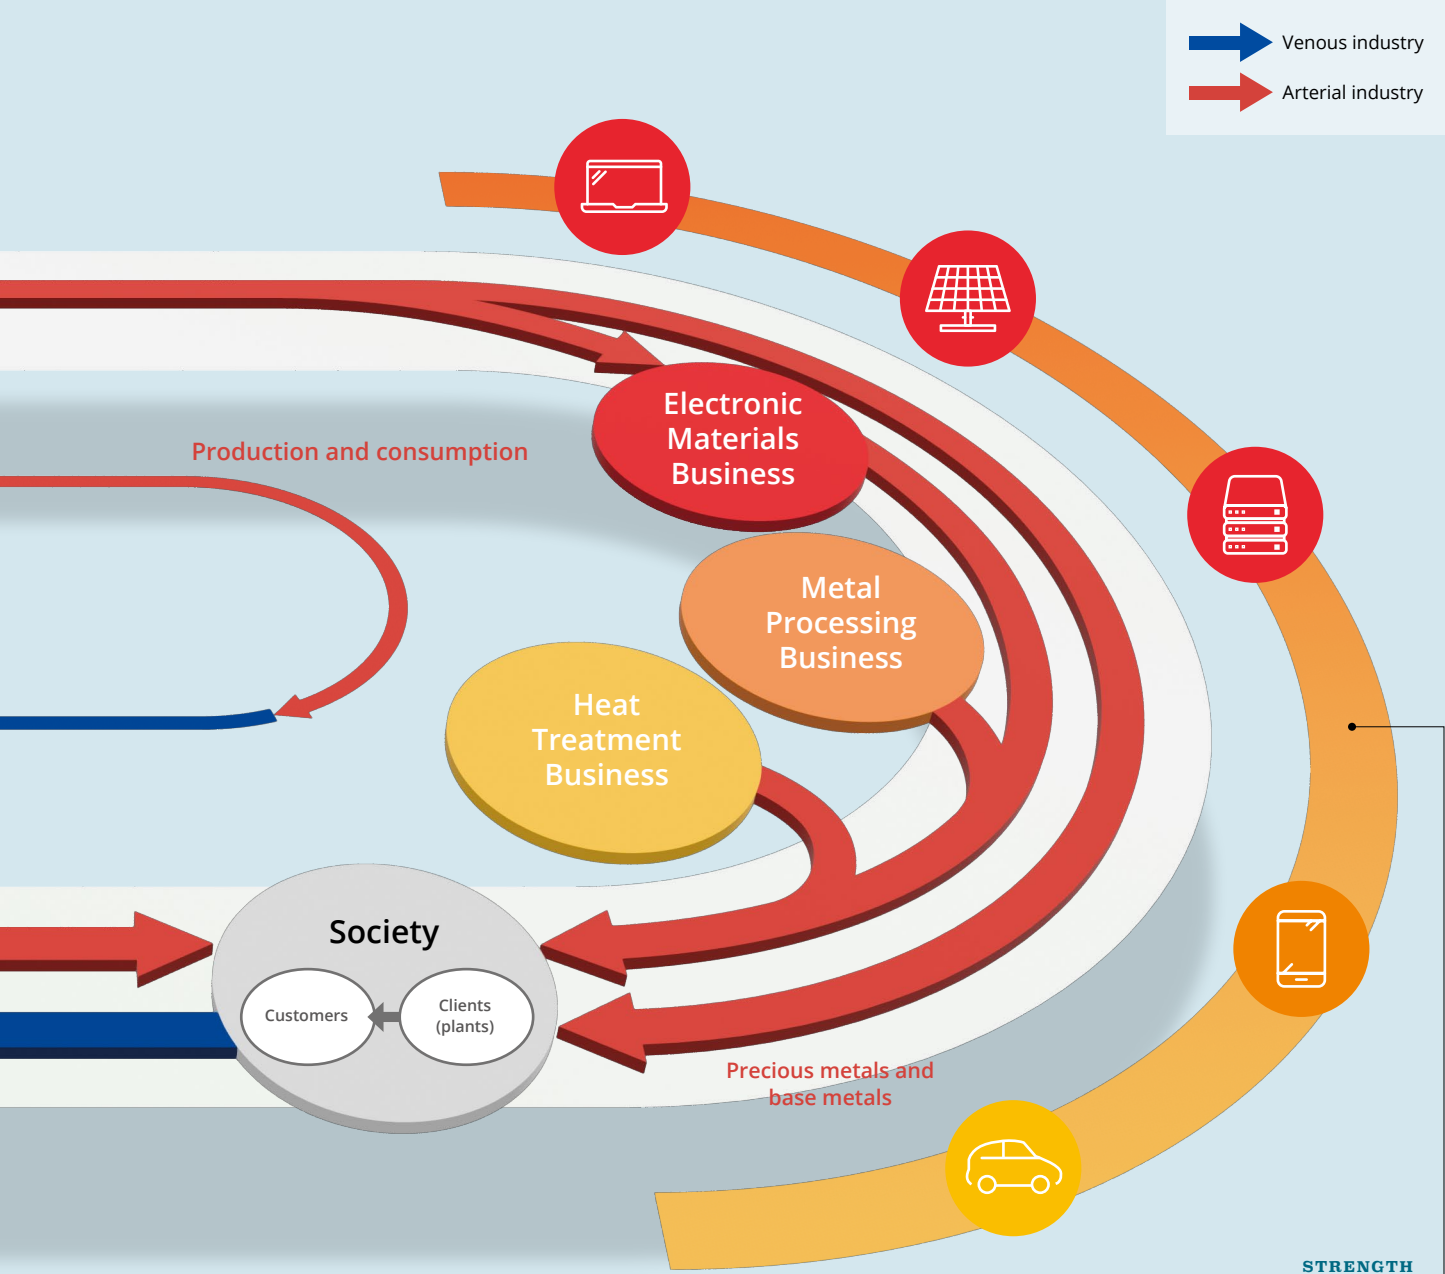 Venous industry
Arterial industry
Electronic
Materials
Business
Production and consumption
Metal
Processing
Business
Heat
Treatment
Business
Society
Customers
Clients
(plants)
Precious metals and
base metals
STRENGTH